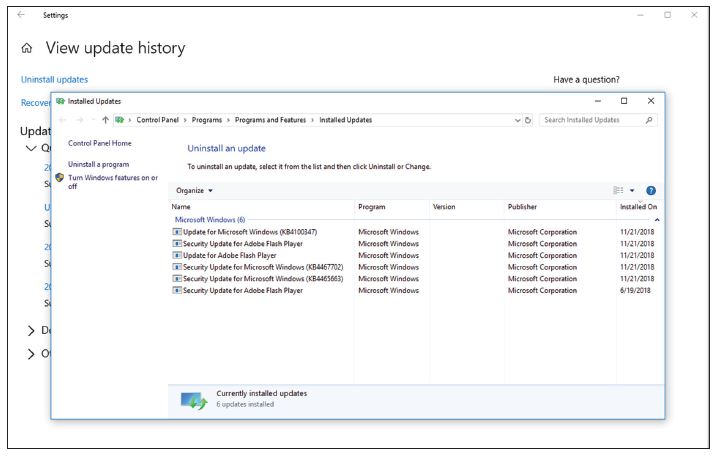 Settings
View update history
Uninstall updates
Have a question?
Recover
Updat
Installed Updates
Control Panel > Programs > Programs and Features > Installed Updates
Search Installed Updates
Control Panel Home
Uninstall a program
Turn Windows features on or
off
Uninstall an update
To uninstall an update, select it from the list and then click Uninstall or Change.
Organize
Name Program Version Publisher Installed On
Microsoft Windows (6)
Update for Microsoft Windows (KB4100347) Microsoft Windows Microsoft Corporation 11/21/2018
Security Update for Adobe Flash Player Microsoft Windows Microsoft Corporation 11/21/2018
Update for Adobe Flash Player Microsoft Windows Microsoft Corporation 11/21/2018
Security Update for Microsoft Windows (KB4467702) Microsoft Windows Microsoft Corporation 11/21/2018
Security Update for Microsoft Windows (KB4465663) Microsoft Windows Microsoft Corporation 11/21/2018
Security Update for Adobe Flash Player Microsoft Windows Microsoft Corporation 6/19/2018
Currently installed updates
6 updates installed